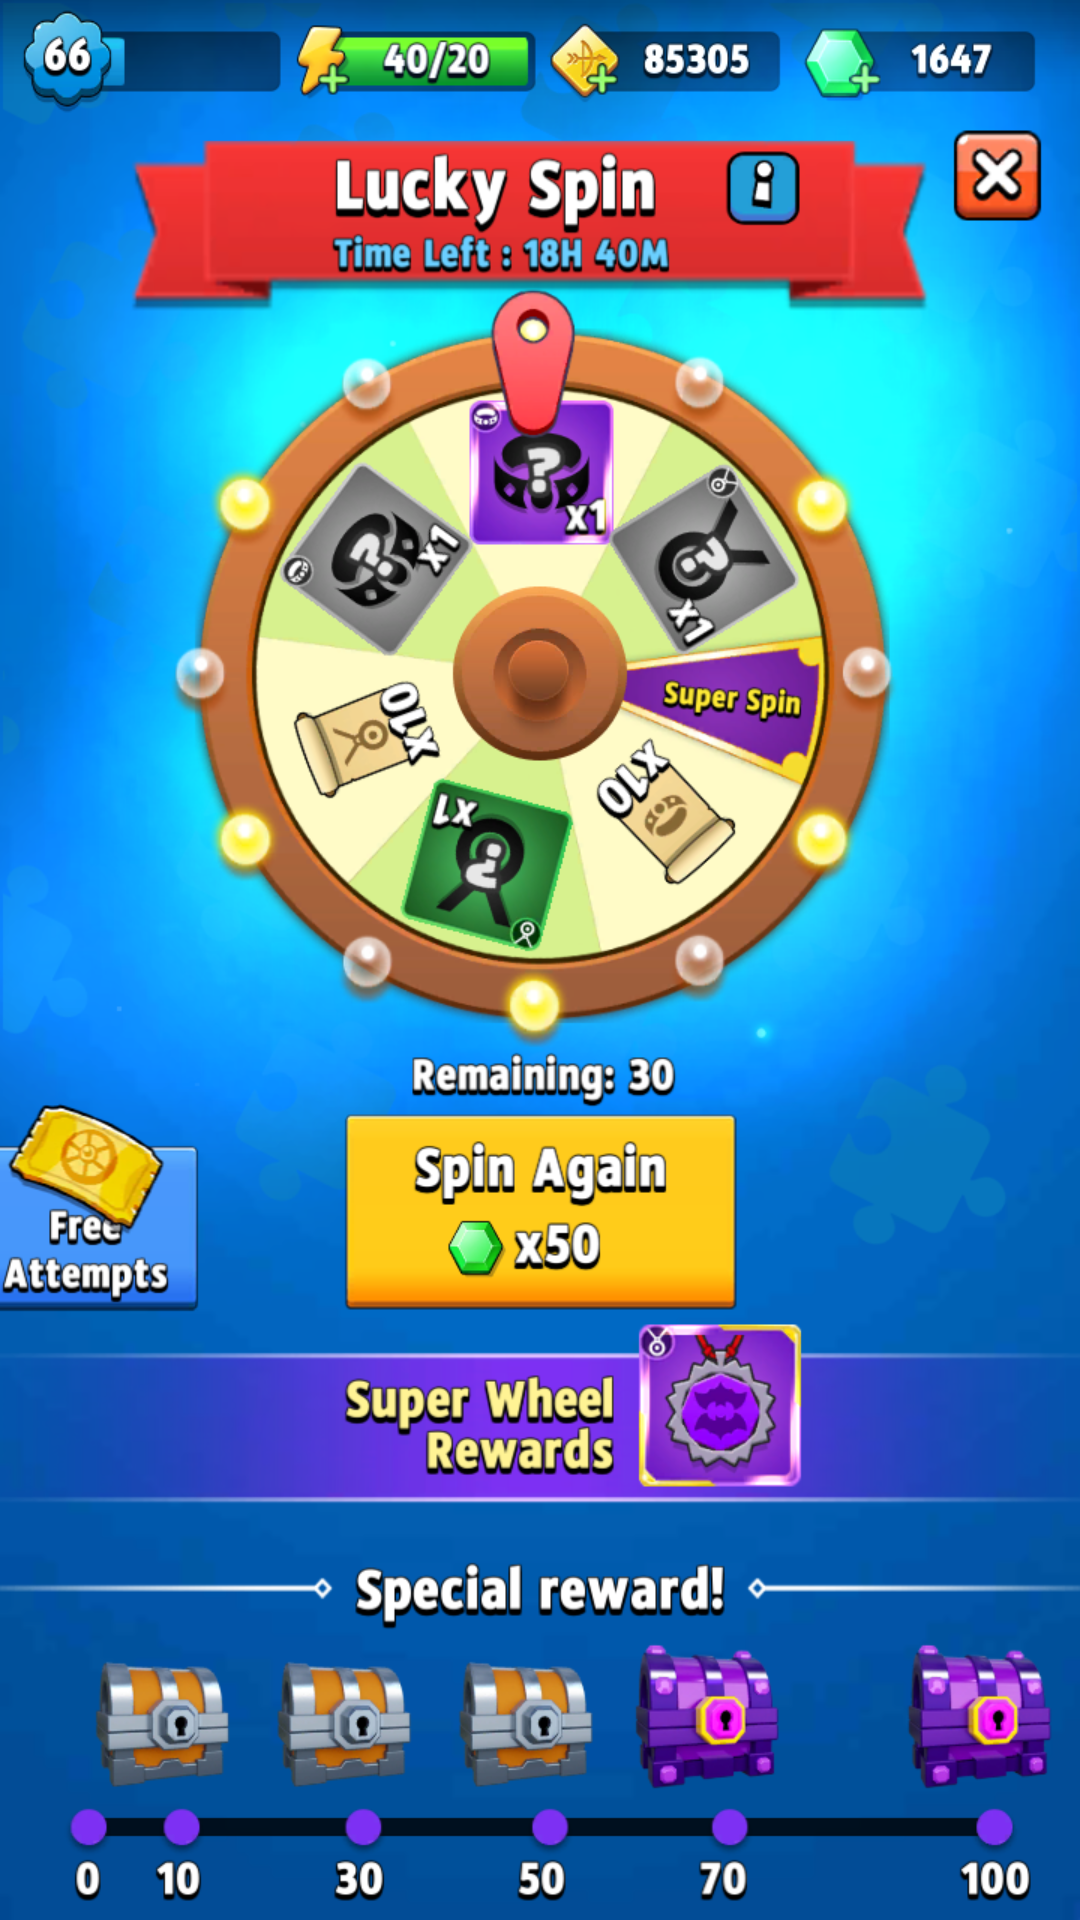 66
40/20
85305
1647
Lucky Spin
Time Left : 18H 40M
?
x1
?
x1
?
x1
Super Spin
x10
x10
x1
?
Remaining: 30
Spin Again
x50
Free
Attempts
Super Wheel
Rewards
Special reward!
0 10 30 50 70 100